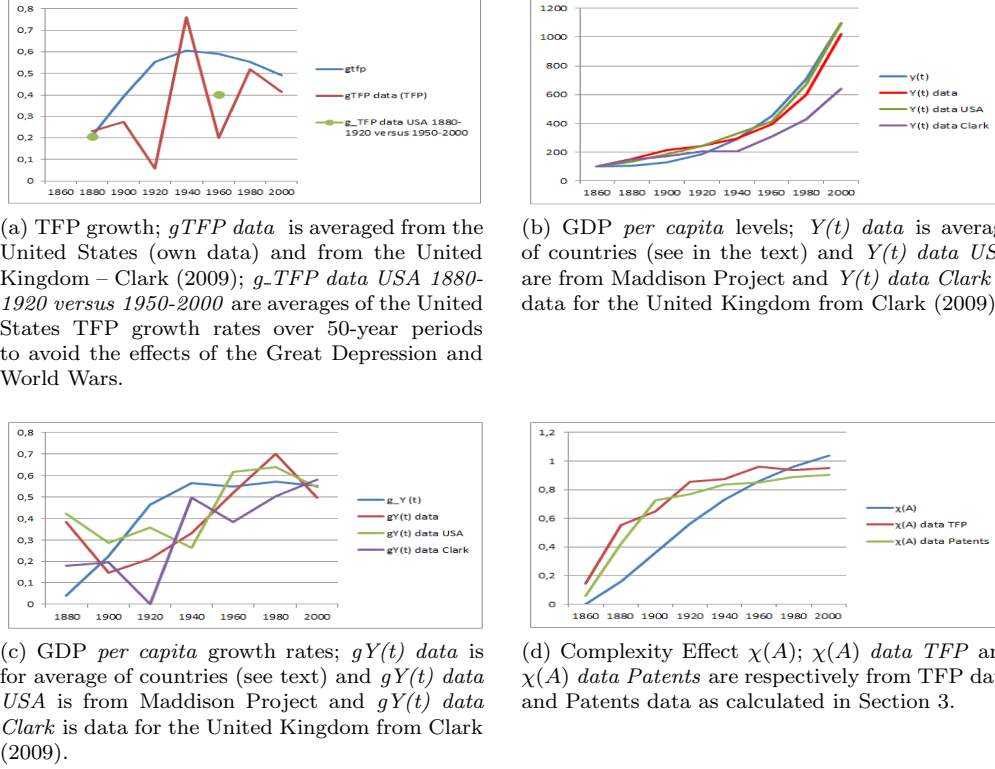 0,8
0,7
0,6
0,5
0,4
0,3
0,2
0,1
0
1860 1880 1900 1920 1940 1960 1980 2000
gtfp
gTFP data (TFP)
g_TFP data USA 1880-
1920 versus 1950-2000
1200
1000
800
600
400
200
0
1860 1880 1900 1920 1940 1960 1980 2000
y(t)
Y(t) data
Y(t) data USA
Y(t) data Clark
(a) TFP growth; gTFP data is averaged from the
United States (own data) and from the United
Kingdom – Clark (2009); g_TFP data USA 1880-
1920 versus 1950-2000 are averages of the United
States TFP growth rates over 50-year periods
to avoid the effects of the Great Depression and
World Wars.
(b) GDP per capita levels; Y(t) data is averag
of countries (see in the text) and Y(t) data US
are from Maddison Project and Y(t) data Clark
data for the United Kingdom from Clark (2009)
0,8
0,7
0,6
0,5
0,4
0,3
0,2
0,1
0
1880 1900 1920 1940 1960 1980 2000
g_Y (t)
gY(t) data
gY(t) data USA
gY(t) data Clark
1,2
1
0,8
0,6
0,4
0,2
0
1860 1880 1900 1920 1940 1960 1980 2000
χ(A)
χ(A) data TFP
χ(A) data Patents
(c) GDP per capita growth rates; gY(t) data is
for average of countries (see text) and gY(t) data
USA is from Maddison Project and gY(t) data
Clark is data for the United Kingdom from Clark
(2009).
(d) Complexity Effect χ(A); χ(A) data TFP an
χ(A) data Patents are respectively from TFP dat
and Patents data as calculated in Section 3.